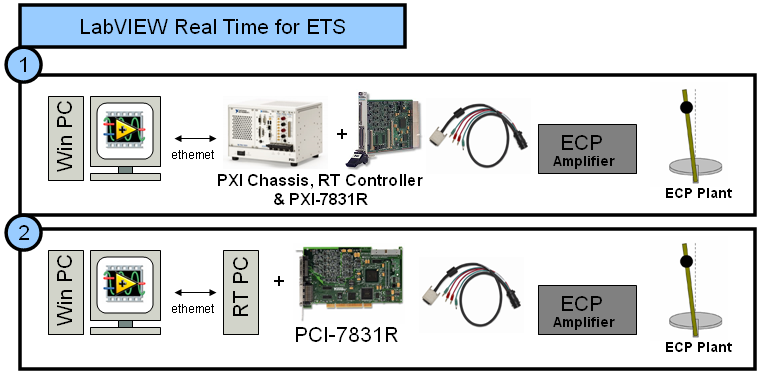 LabVIEW Real Time for ETS
1
Win PC
ethernet
+
PXI Chassis, RT Controller
& PXI-7831R
ECP
Amplifier
ECP Plant
2
Win PC
ethernet
RT PC
+
PCI-7831R
ECP
Amplifier
ECP Plant